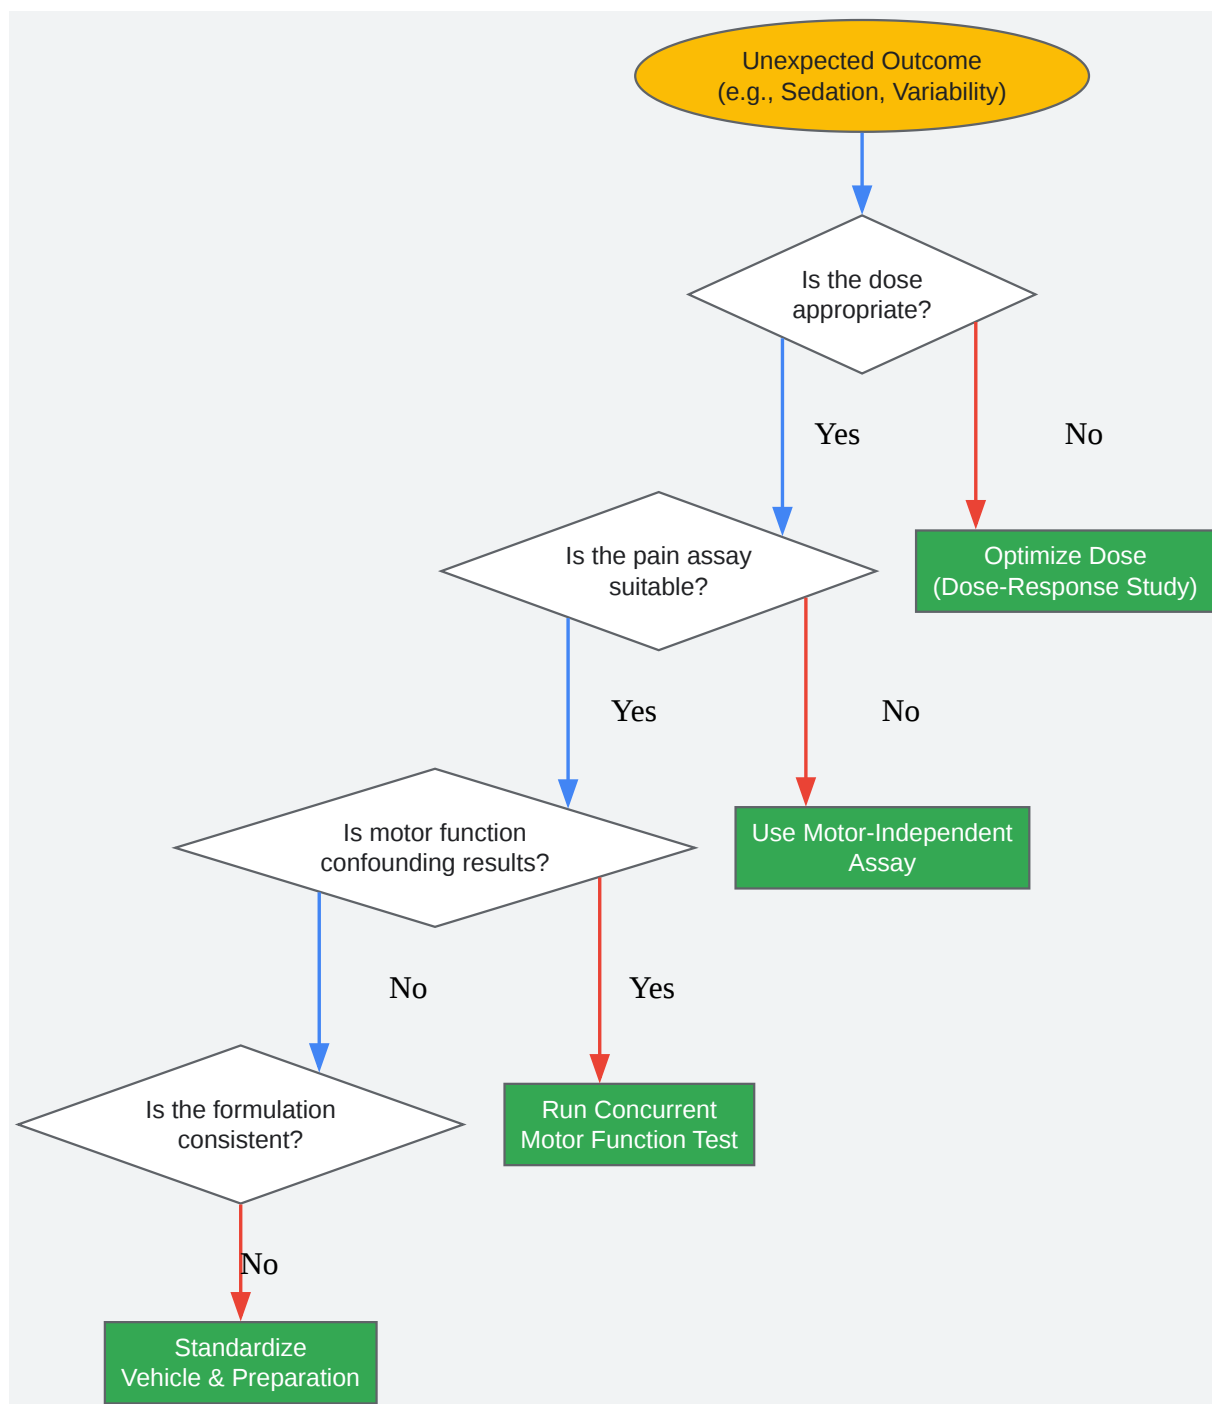 Unexpected Outcome
(e.g., Sedation, Variability)
Is the dose
appropriate?
Yes
No
Is the pain assay
suitable?
Optimize Dose
(Dose-Response Study)
Yes
No
Is motor function
confounding results?
Use Motor-Independent
Assay
No
Yes
Is the formulation
consistent?
Run Concurrent
Motor Function Test
No
Standardize
Vehicle & Preparation